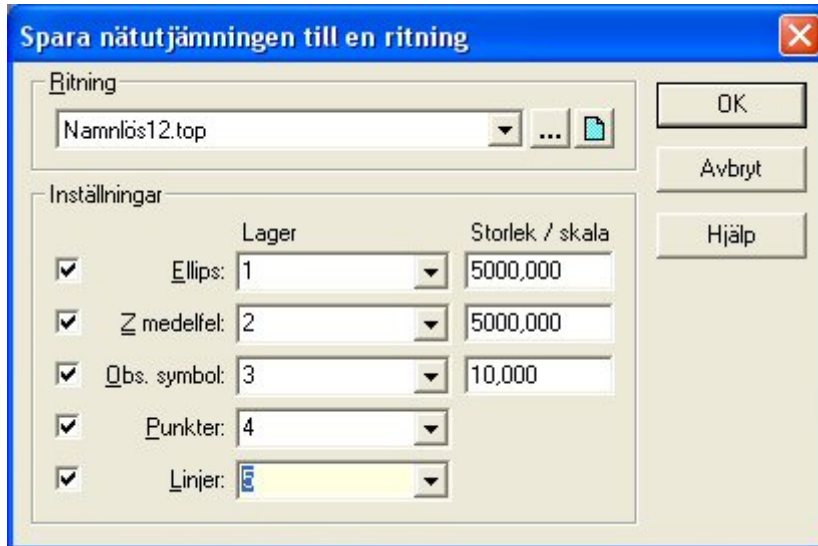 Spara nätutjämningen till en ritning
Ritning
Namnlös12.top
...
OK
Avbryt
Hjälp
Inställningar
Lager Storlek / skala
Ellips: 1 5000,000
Z medelfel: 2 5000,000
Obs. symbol: 3 10,000
Punkter: 4
Linjer: 5